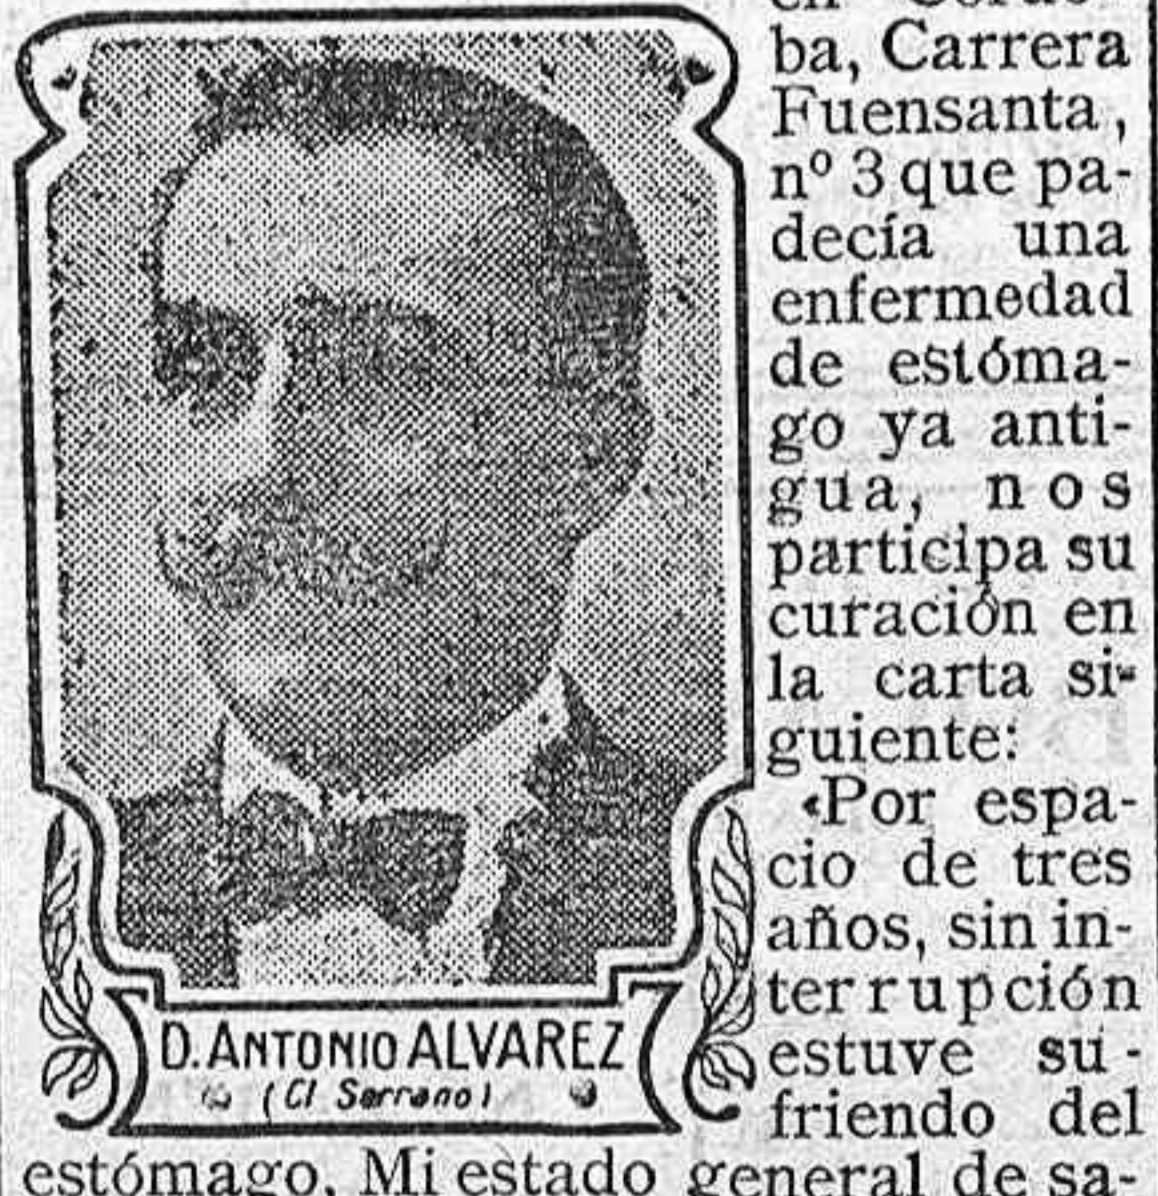 ba, Carrera
Fuensanta,
nº 3 que pa-
decía una
enfermedad
de estóma-
go ya anti-
gua, nos
participa su
curación en
la carta si-
guiente:
«Por espa-
cio de tres
años, sin in-
terrupción
estuve su-
friendo del
estómago. Mi estado general de sa-
D. ANTONIO ALVAREZ
(Cl Serrano)